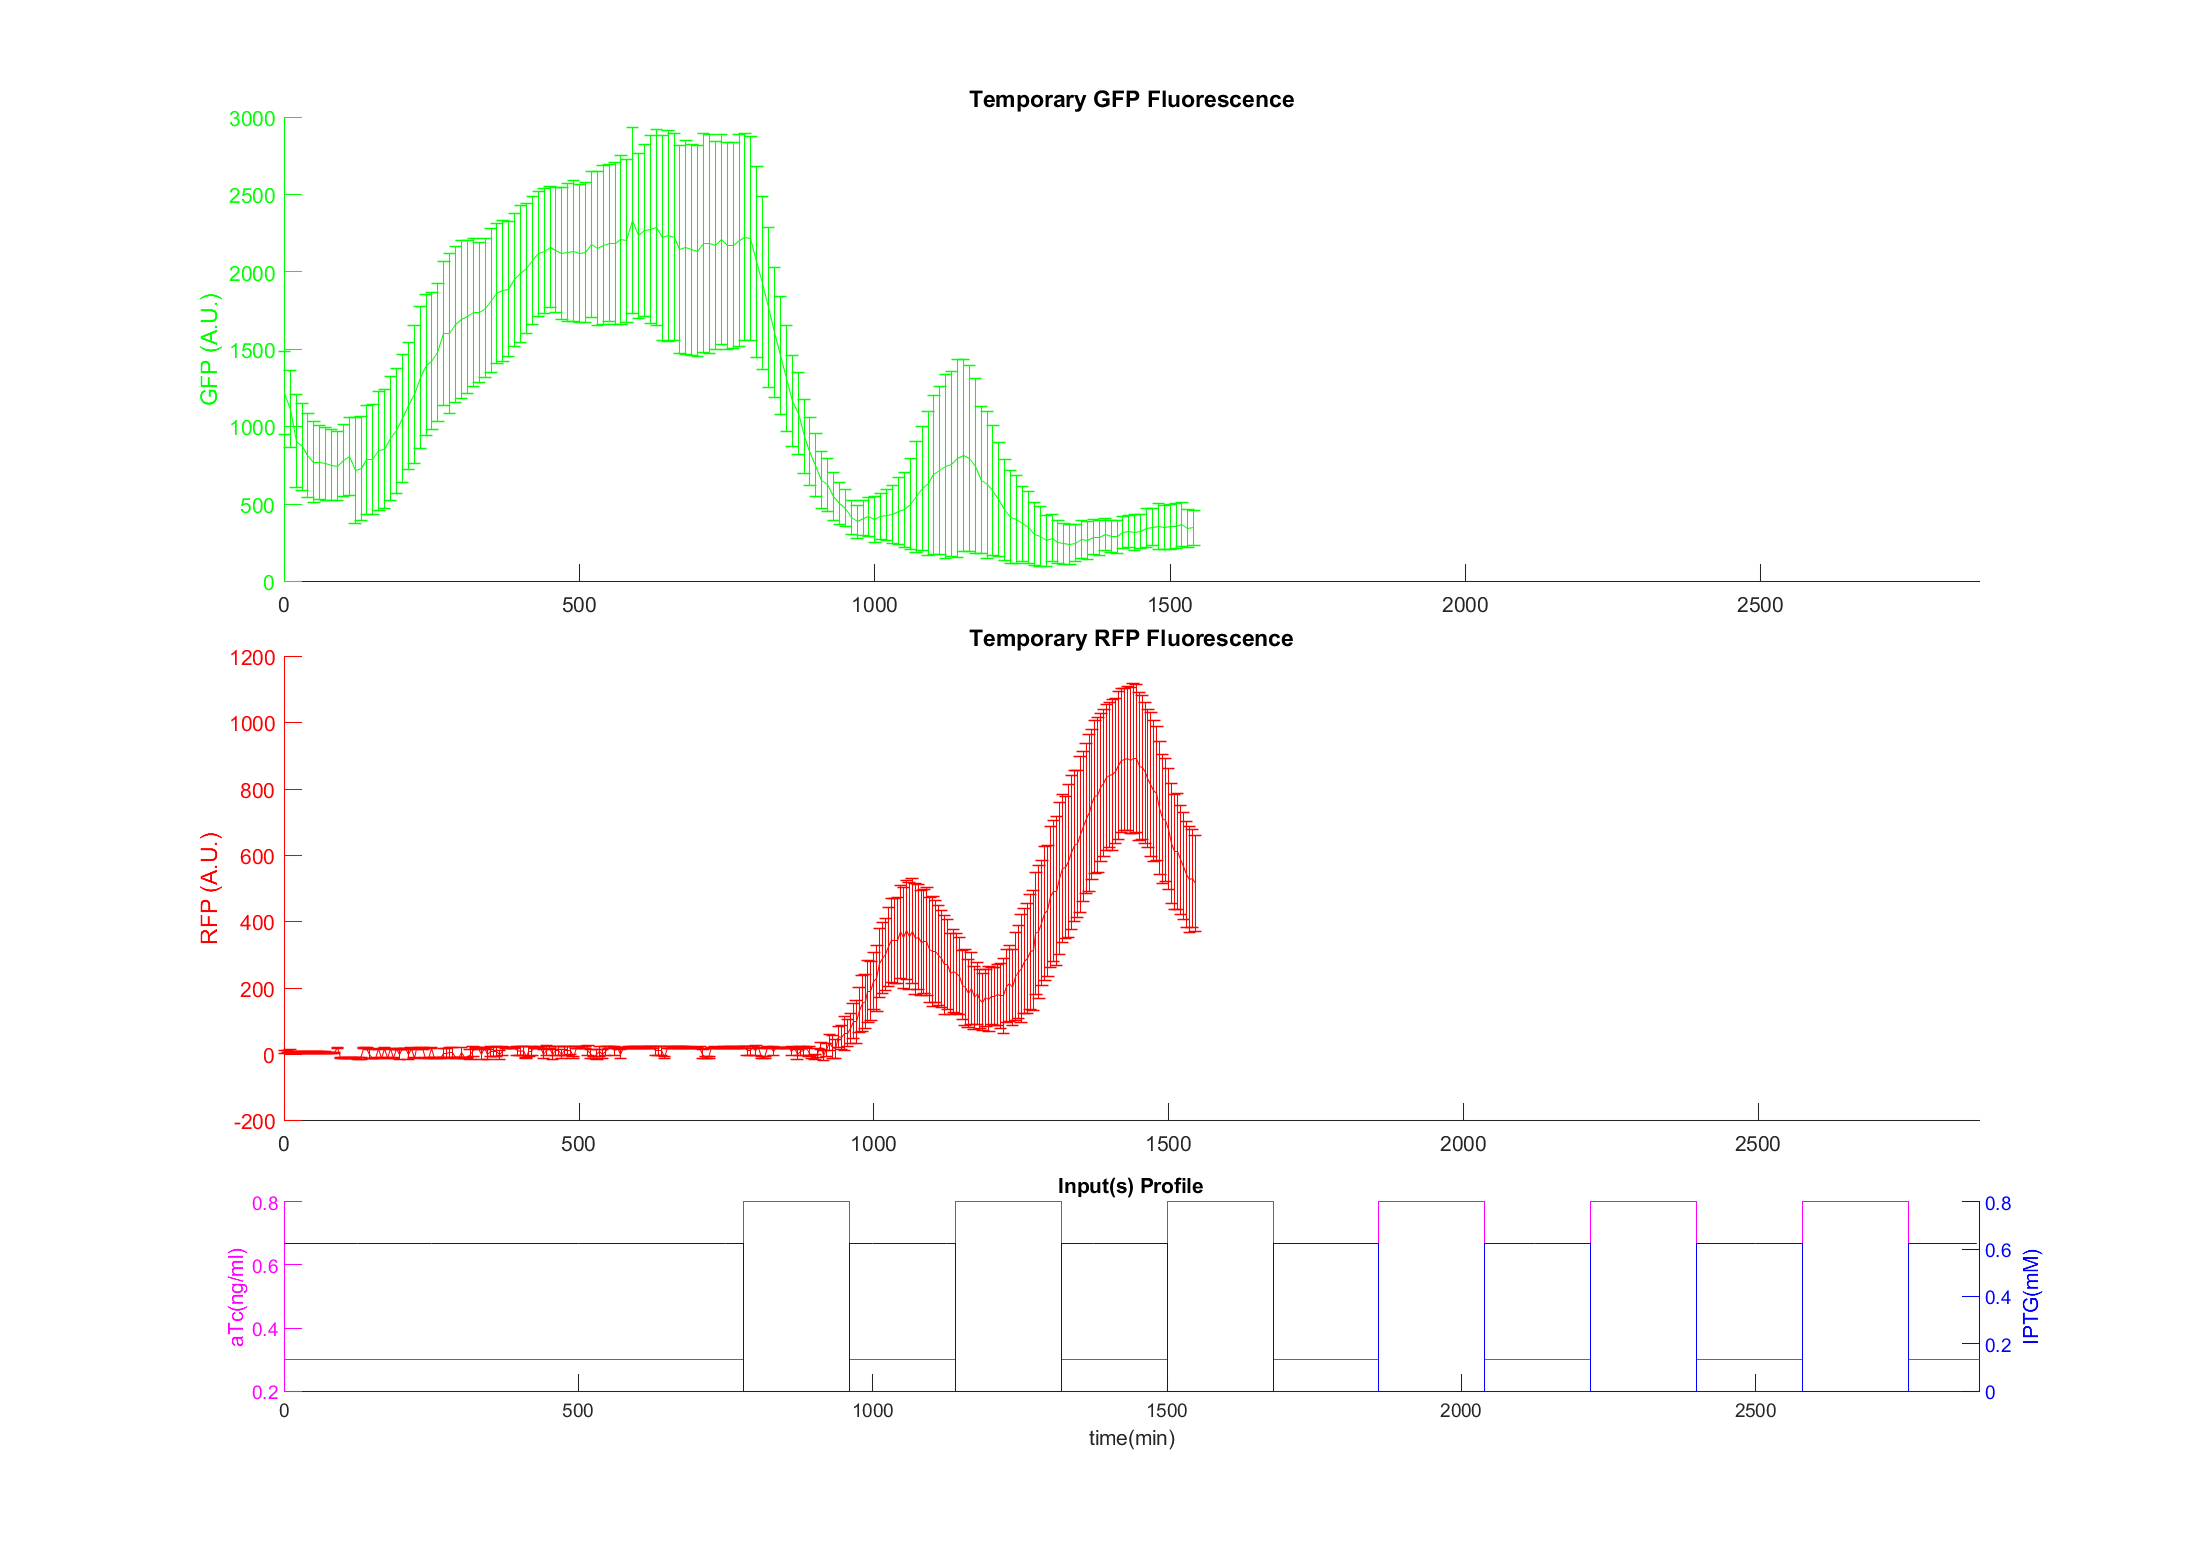 Temporary GFP Fluorescence
3000
2500
2000
1500
1000
500
0
GFP (A.U.)
0 500 1000 1500 2000 2500
Temporary RFP Fluorescence
1200
1000
800
600
400
200
0
-200
RFP (A.U.)
0 500 1000 1500 2000 2500
Input(s) Profile
0.8
0.6
0.4
0.2
aTc(ng/ml)
0.8
0.6
0.4
0.2
0
IPTG(mM)
0 500 1000 1500 2000 2500
time(min)